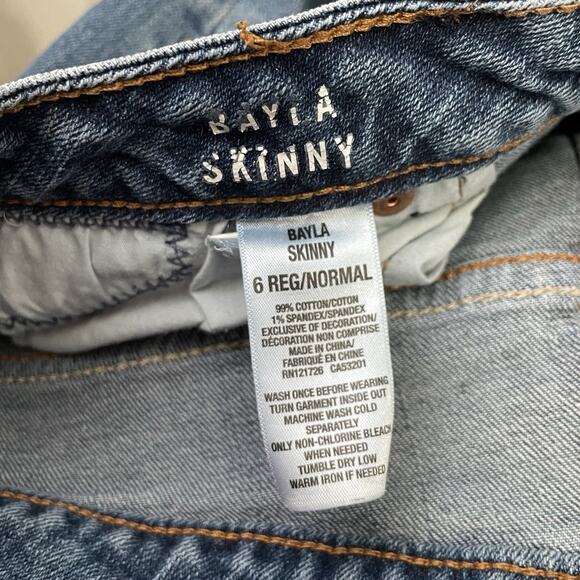 BAYLA
SKINNY
BAYLA
SKINNY
6 REG/NORMAL
99% COTTON/COTON
1% SPANDEX/SPANDEX
EXCLUSIVE OF DECORATION/
DÉCORATION NON COMPRISE
MADE IN CHINA/
FABRIQUÉ EN CHINE
RN121726 CA53201
WASH ONCE BEFORE WEARING
TURN GARMENT INSIDE OUT
MACHINE WASH COLD
SEPARATELY
ONLY NON-CHLORINE BLEACH
WHEN NEEDED
TUMBLE DRY LOW
WARM IRON IF NEEDED